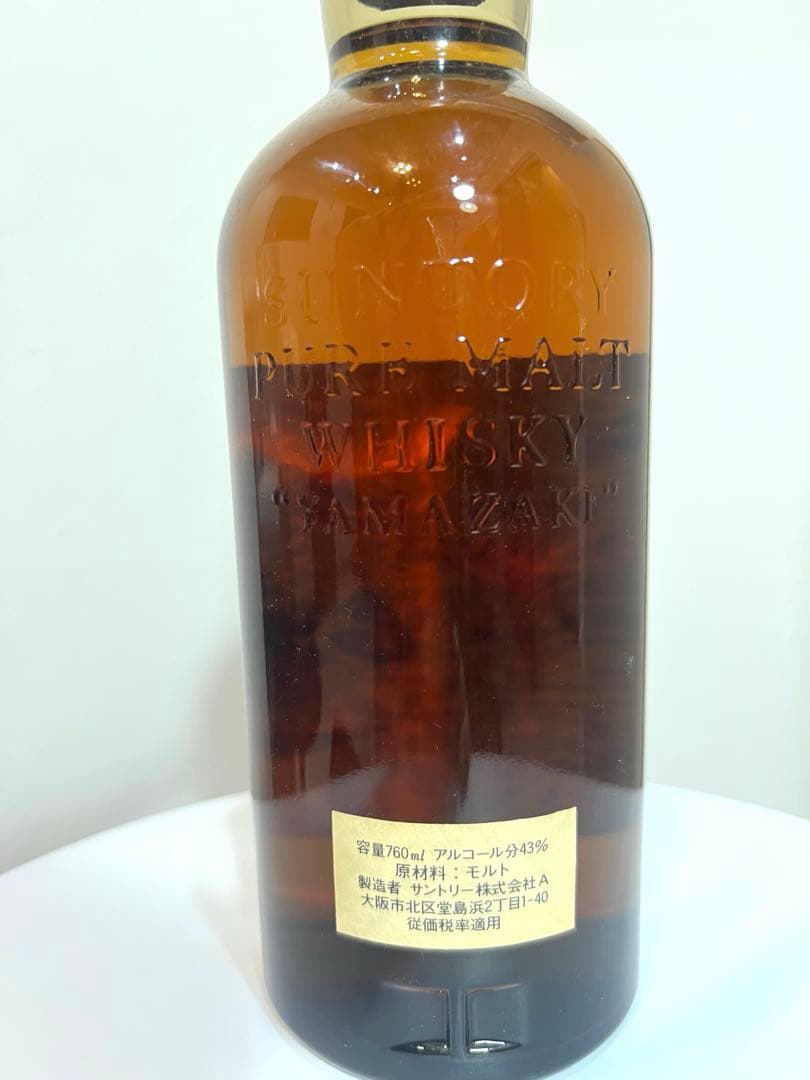 SUNTORY
PURE MALT
WHISKY
"YAMAZAKI"
容量760ml アルコール分43%
原材料：モルト
製造者 サントリー株式会社A
大阪市北区堂島浜2丁目1-40
従価税率適用